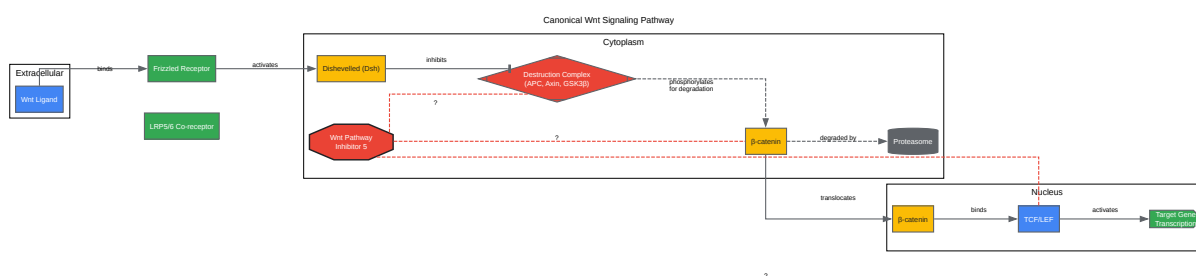 Canonical Wnt Signaling Pathway
Cytoplasm
Extracellular
Wnt Ligand
binds
Frizzled Receptor
LRP5/6 Co-receptor
activates
Dishevelled (Dsh)
inhibits
Destruction Complex
(APC, Axin, GSK3β)
phosphorylates
for degradation
?
Wnt Pathway
Inhibitor 5
?
β-catenin
degraded by
Proteasome
translocates
Nucleus
β-catenin
binds
TCF/LEF
activates
Target Gene
Transcription
?